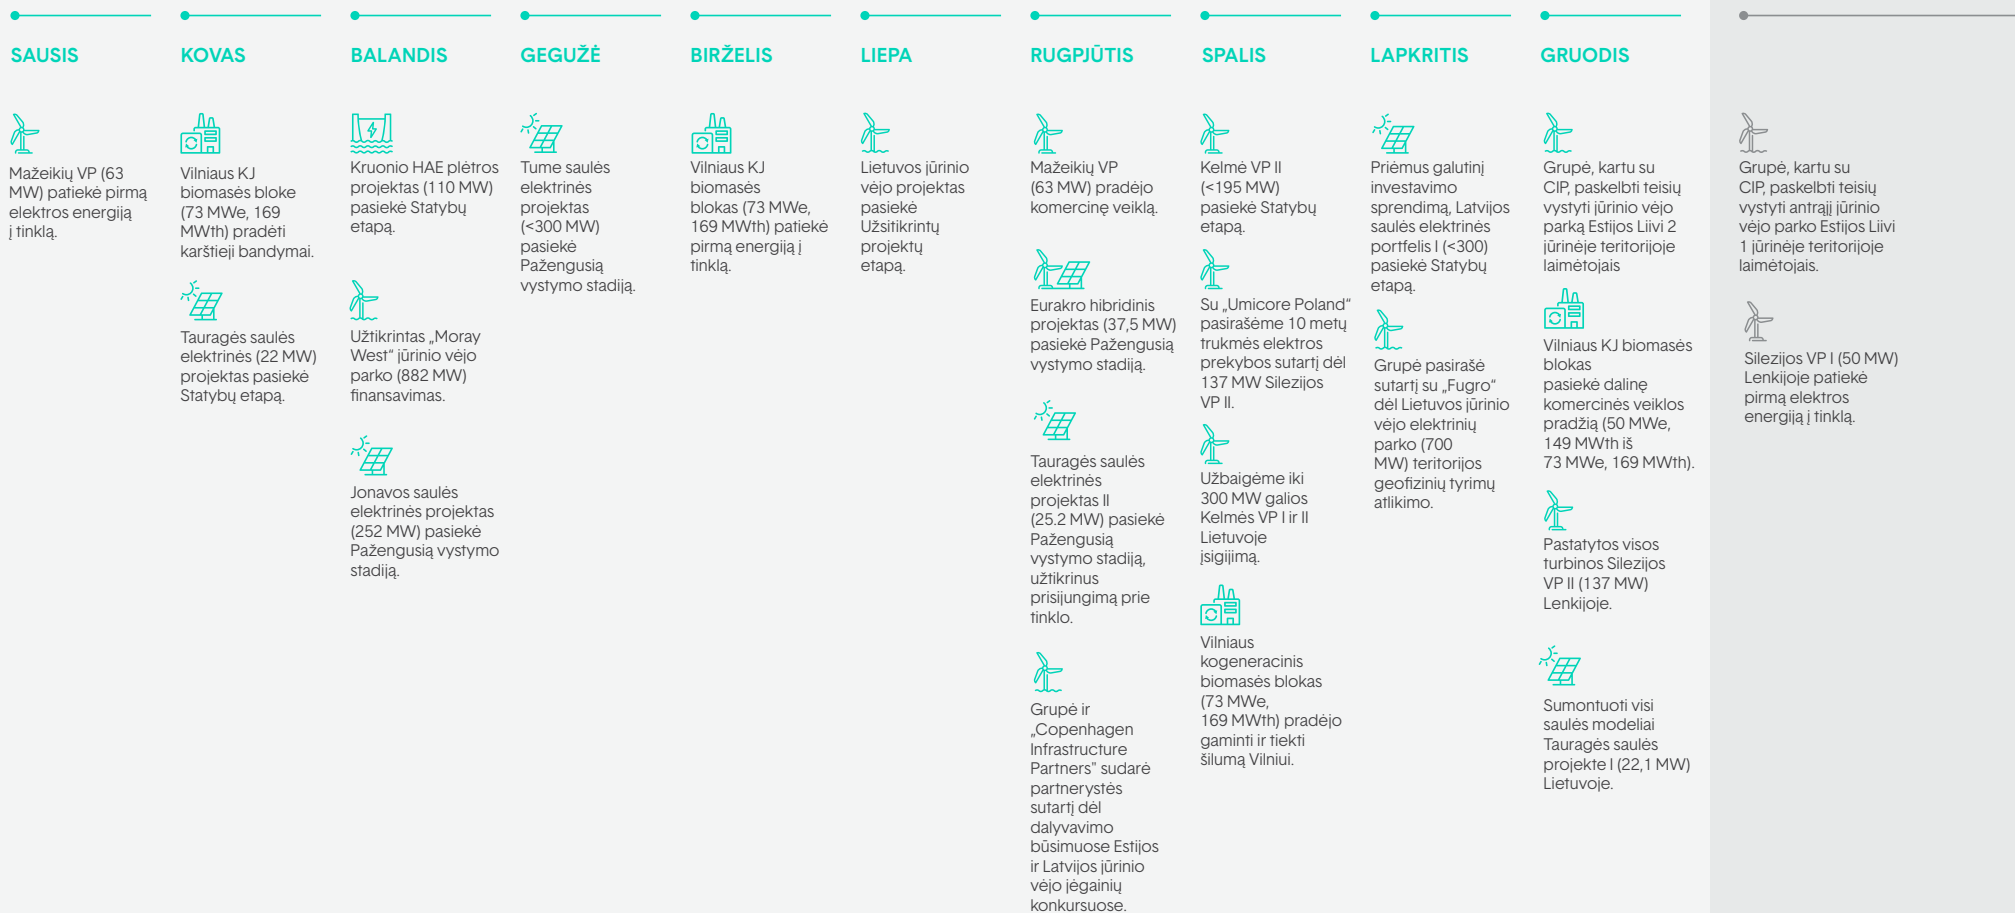 SAUSIS
Mažeikių VP (63
MW) patiekė pirmą
elektros energiją
į tinklą.
KOVAS
Vilniaus KJ
biomasės bloke
(73 MWe, 169
MWth) pradėti
karštieji bandymai.
Tauragės saulės
elektrinės (22 MW)
projektas pasiekė
Statybų etapą.
BALANDIS
Kruonio HAE plėtros
projektas (110 MW)
pasiekė Statybų
etapą.
Užtikrintas „Moray
West“ jūrinio vėjo
parko (882 MW)
finansavimas.
Jonavos saulės
elektrinės projektas
(252 MW) pasiekė
Pažengusią vystymo
stadiją.
GEGUŽĖ
Tume saulės
elektrinės
projektas
(<300 MW)
pasiekė
Pažengusią
vystymo stadiją.
BIRŽELIS
Vilniaus KJ
biomasės
blokas (73 MWe,
169 MWth) patiekė
pirmą energiją į
tinklą.
LIEPA
Lietuvos jūrinio
vėjo projektas
pasiekė
Užsitikrintų
projektų
etapą.
RUGPJŪTIS
Mažeikių VP
(63 MW) pradėjo
komercinę veiklą.
Eurakro hibridinis
projektas (37,5 MW)
pasiekė Pažengusią
vystymo stadiją.
Tauragės saulės
elektrinės
projektas II
(25.2 MW) pasiekė
Pažengusią
vystymo stadiją,
užtikrinus
prisijungimą prie
tinklo.
Grupė ir
„Copenhagen
Infrastructure
Partners" sudarė
partnerystės
sutartį dėl
dalyvavimo
būsimuose Estijos
ir Latvijos jūrinio
vėjo jėgainių
konkursuose.
SPALIS
Kelmė VP II
(<195 MW)
pasiekė Statybų
etapą.
Su „Umicore Poland“
pasirašėme 10 metų
trukmės elektros
prekybos sutartį dėl
137 MW Silezijos
VP II.
Užbaigėme iki
300 MW galios
Kelmės VP I ir II
Lietuvoje
įsigijimą.
Vilniaus
kogeneracinis
biomasės blokas
(73 MWe,
169 MWth) pradėjo
gaminti ir tiekti
šilumą Vilniui.
LAPKRITIS
Priėmus galutinį
investavimo
sprendimą, Latvijos
saulės elektrinės
portfelis I (<300)
pasiekė Statybų
etapą.
Grupė pasirašė
sutartį su „Fugro“
dėl Lietuvos jūrinio
vėjo elektrinių
parko (700
MW) teritorijos
geofizinių tyrimų
atlikimo.
GRUODIS
Grupė, kartu su
CIP, paskelbti teisių
vystyti jūrinio vėjo
parką Estijos Liivi 2
jūrinėje teritorijoje
laimėtojais
Vilniaus KJ biomasės
blokas
pasiekė dalinę
komercinės veiklos
pradžią (50 MWe,
149 MWth iš
73 MWe, 169 MWth).
Pastatytos visos
turbinos Silezijos
VP II (137 MW)
Lenkijoje.
Sumontuoti visi
saulės modeliai
Tauragės saulės
projekte I (22,1 MW)
Lietuvoje.
Grupė, kartu su
CIP, paskelbti teisių
vystyti antrąjį jūrinio
vėjo parko Estijos Liivi
1 jūrinėje teritorijoje
laimėtojais.
Silezijos VP I (50 MW)
Lenkijoje patiekė
pirmą elektros
energiją į tinklą.